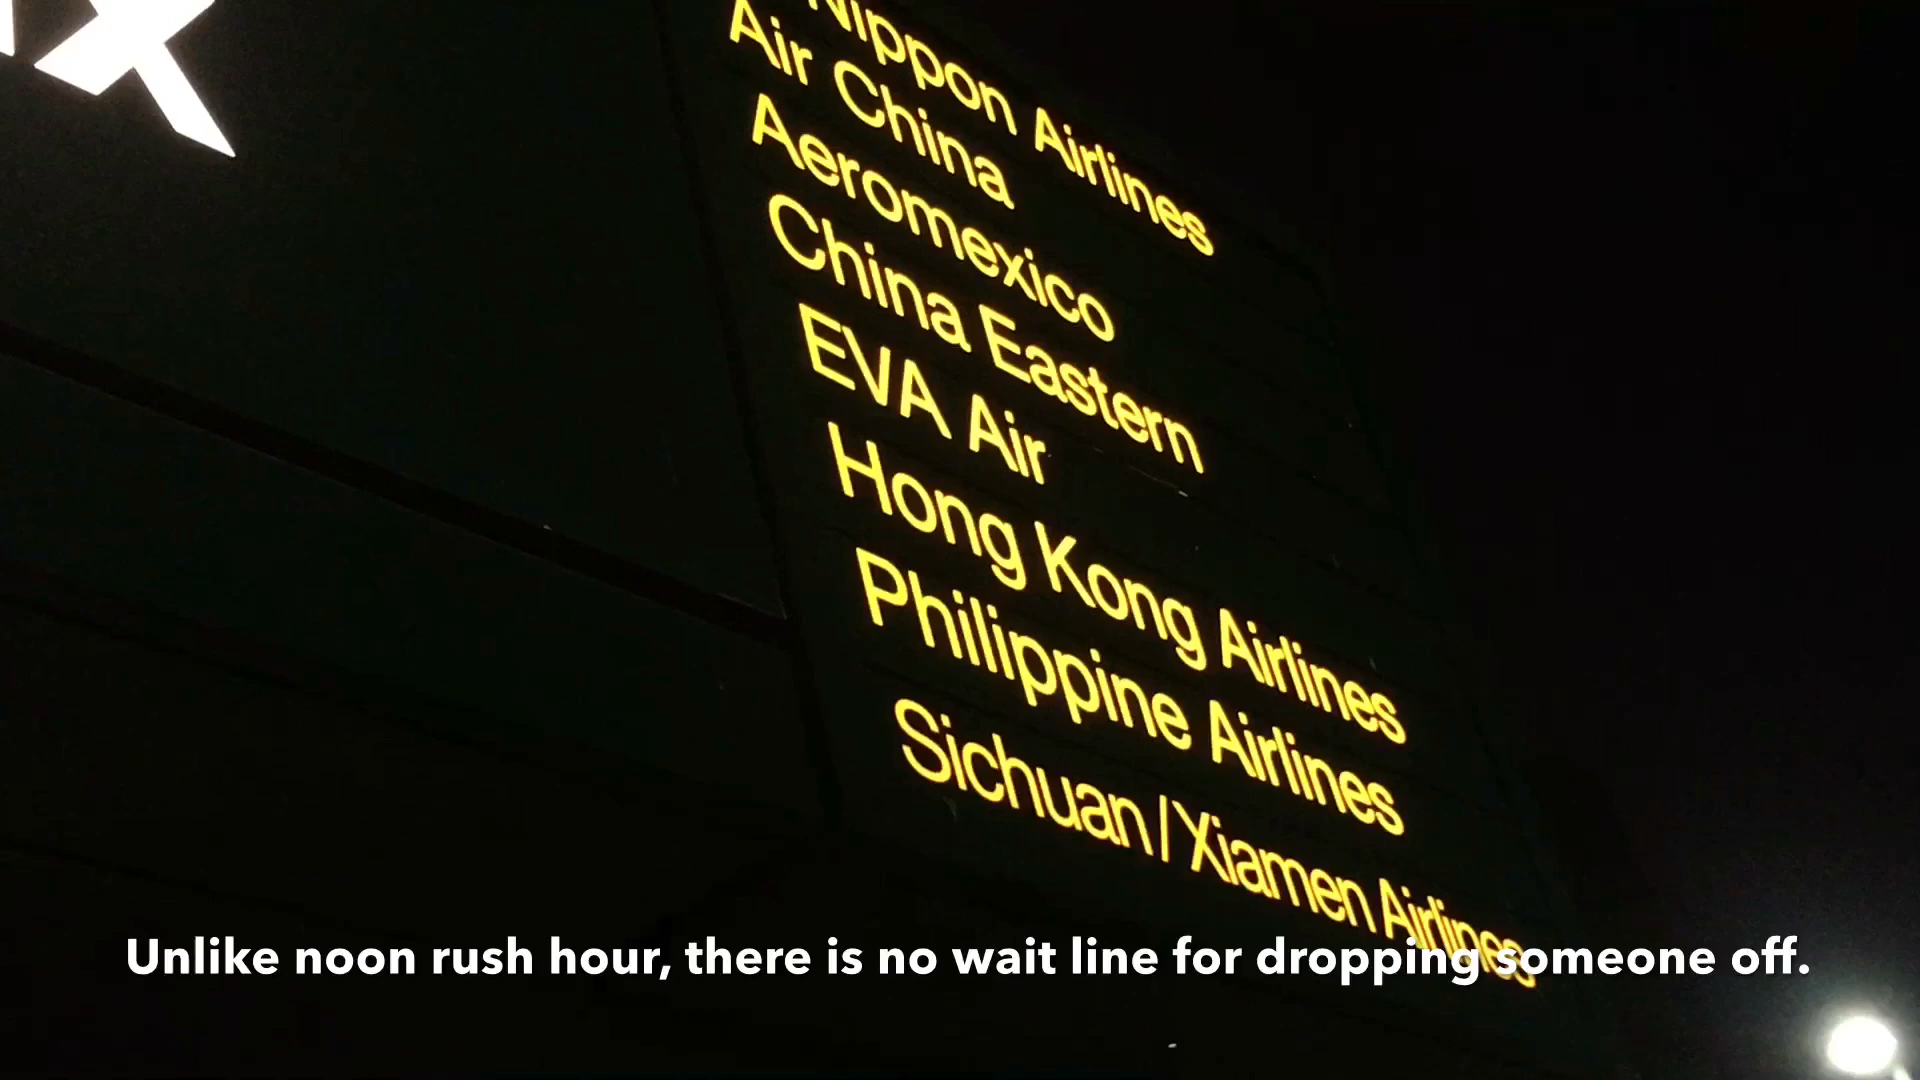 Nippon Airlines
Air China
Aeromexico
China Eastern
EVA Air
Hong Kong Airlines
Philippine Airlines
Sichuan / Xiamen Airlines
Unlike noon rush hour, there is no wait line for dropping someone off.